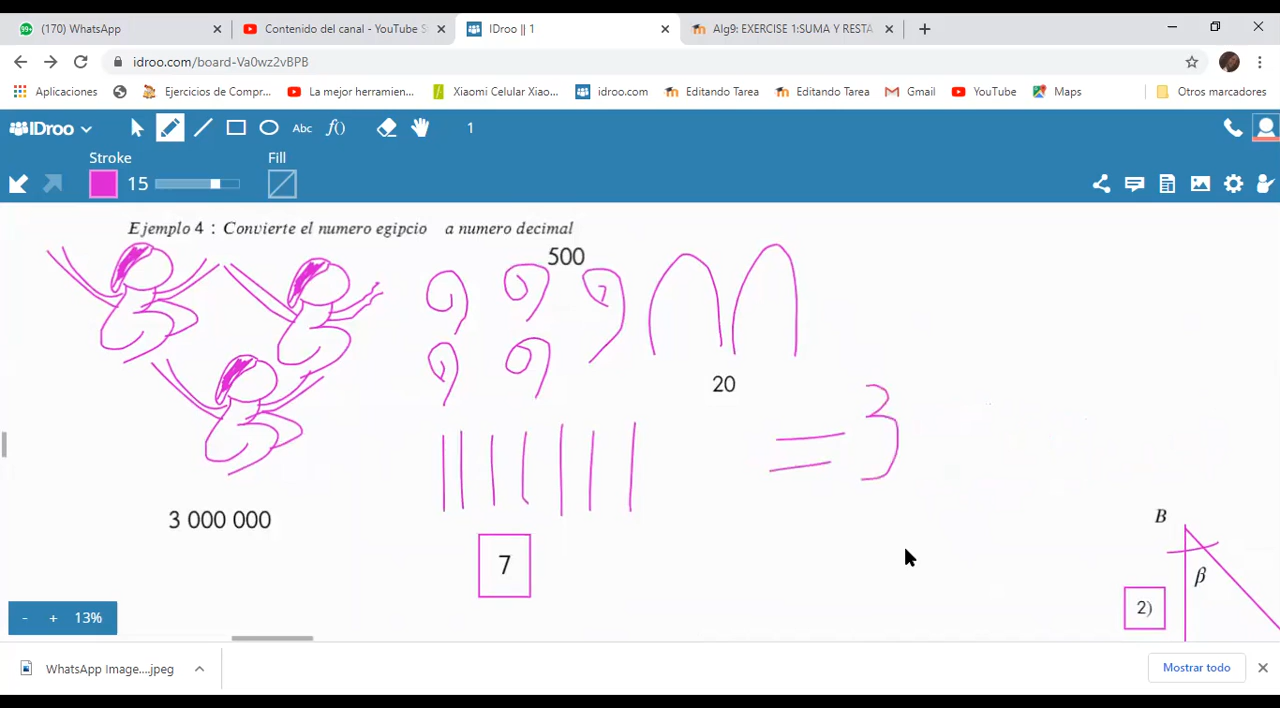 (170) WhatsApp
Contenido del canal - YouTube S
IDroo || 1
Alg9: EXERCISE 1:SUMA Y RESTA
idroo.com/board-Va0wz2vBPB
Aplicaciones
Ejercicios de Compr...
La mejor herramien...
Xiaomi Celular Xiao...
idroo.com
Editando Tarea
Editando Tarea
Gmail
YouTube
Maps
Otros marcadores
IDroo
Abc
f()
1
Stroke
Fill
15
Ejemplo 4 : Convierte el numero egipcio a numero decimal
500
20
= 3
3 000 000
7
B
β
2)
- + 13%
WhatsApp Image....jpeg
Mostrar todo